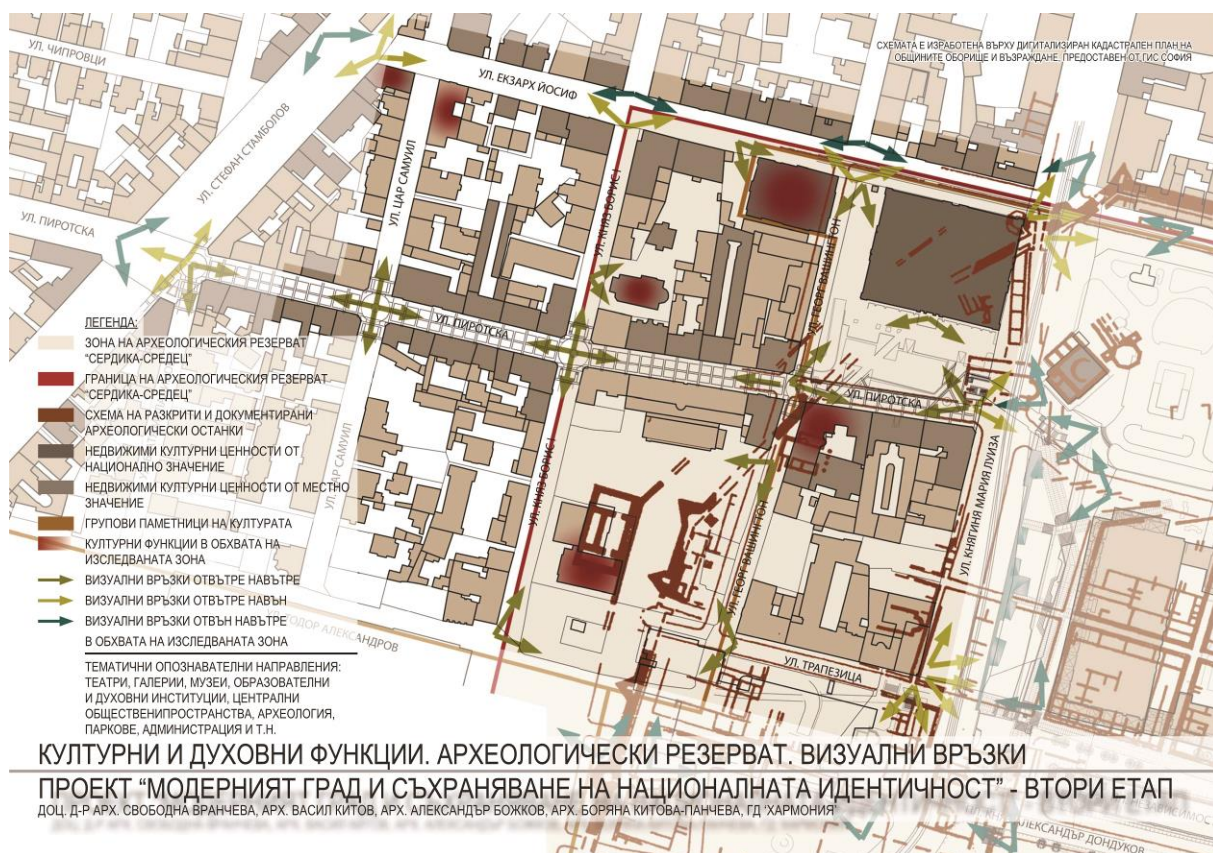 СХЕМАТА Е ИЗРАБОТЕНА ВЪРХУ ДИГИТАЛИЗИРАН КАДАСТРАЛЕН ПЛАН НА
ОБЩИНИТЕ ОБОРИЩЕ И ВЪЗРАЖДАНЕ, ПРЕДОСТАВЕН ОТ ГИС СОФИЯ
УЛ. ЧИПРОВЦИ
УЛ. ЕКЗАРХ ЙОСИФ
УЛ. СТЕФАН СТАМБОЛОВ
УЛ. ЦАР САМУИЛ
УЛ. КНЯЗ БОРИС I
УЛ. ГЕОРГ ВАШИНГТОН
УЛ. ПИРОТСКА
УЛ. ПИРОТСКА
УЛ. ПИРОТСКА
УЛ. КНЯГИНЯ МАРИЯ ЛУИЗА
УЛ. ЦАР САМУИЛ
УЛ. КНЯЗ БОРИС I
УЛ. ГЕОРГ ВАШИНГТОН
УЛ. ТРАПЕЗИЦА
УЛ. ТОДОР АЛЕКСАНДРОВ
ЛЕГЕНДА:
ЗОНА НА АРХЕОЛОГИЧЕСКИЯ РЕЗЕРВАТ
"СЕРДИКА-СРЕДЕЦ"
ГРАНИЦА НА АРХЕОЛОГИЧЕСКИЯ РЕЗЕРВАТ
"СЕРДИКА-СРЕДЕЦ"
СХЕМА НА РАЗКРИТИ И ДОКУМЕНТИРАНИ
АРХЕОЛОГИЧЕСКИ ОСТАНКИ
НЕДВИЖИМИ КУЛТУРНИ ЦЕННОСТИ ОТ
НАЦИОНАЛНО ЗНАЧЕНИЕ
НЕДВИЖИМИ КУЛТУРНИ ЦЕННОСТИ ОТ МЕСТНО
ЗНАЧЕНИЕ
ГРУПОВИ ПАМЕТНИЦИ НА КУЛТУРАТА
КУЛТУРНИ ФУНКЦИИ В ОБХВАТА НА
ИЗСЛЕДВАНАТА ЗОНА
ВИЗУАЛНИ ВРЪЗКИ ОТВЪТРЕ НАВЪТРЕ
ВИЗУАЛНИ ВРЪЗКИ ОТВЪТРЕ НАВЪН
ВИЗУАЛНИ ВРЪЗКИ ОТВЪН НАВЪТРЕ
В ОБХВАТА НА ИЗСЛЕДВАНАТА ЗОНА
ТЕМАТИЧНИ ОПОЗНАВАТЕЛНИ НАПРАВЛЕНИЯ:
ТЕАТРИ, ГАЛЕРИИ, МУЗЕИ, ОБРАЗОВАТЕЛНИ
И ДУХОВНИ ИНСТИТУЦИИ, ЦЕНТРАЛНИ
ОБЩЕСТВЕНИПРОСТРАНСТВА, АРХЕОЛОГИЯ,
ПАРКОВЕ, АДМИНИСТРАЦИЯ И Т.Н.
КУЛТУРНИ И ДУХОВНИ ФУНКЦИИ. АРХЕОЛОГИЧЕСКИ РЕЗЕРВАТ. ВИЗУАЛНИ ВРЪЗКИ
ПРОЕКТ "МОДЕРНИЯТ ГРАД И СЪХРАНЯВАНЕ НА НАЦИОНАЛНАТА ИДЕНТИЧНОСТ" - ВТОРИ ЕТАП
ДОЦ. Д-Р АРХ. СВОБОДНА ВРАНЧЕВА, АРХ. ВАСИЛ КИТОВ, АРХ. АЛЕКСАНДЪР БОЖКОВ, АРХ. БОРЯНА КИТОВА-ПАНЧЕВА, ГД 'ХАРМОНИЯ'
АЛЕКСАНДЪР ДОНДУКОВ